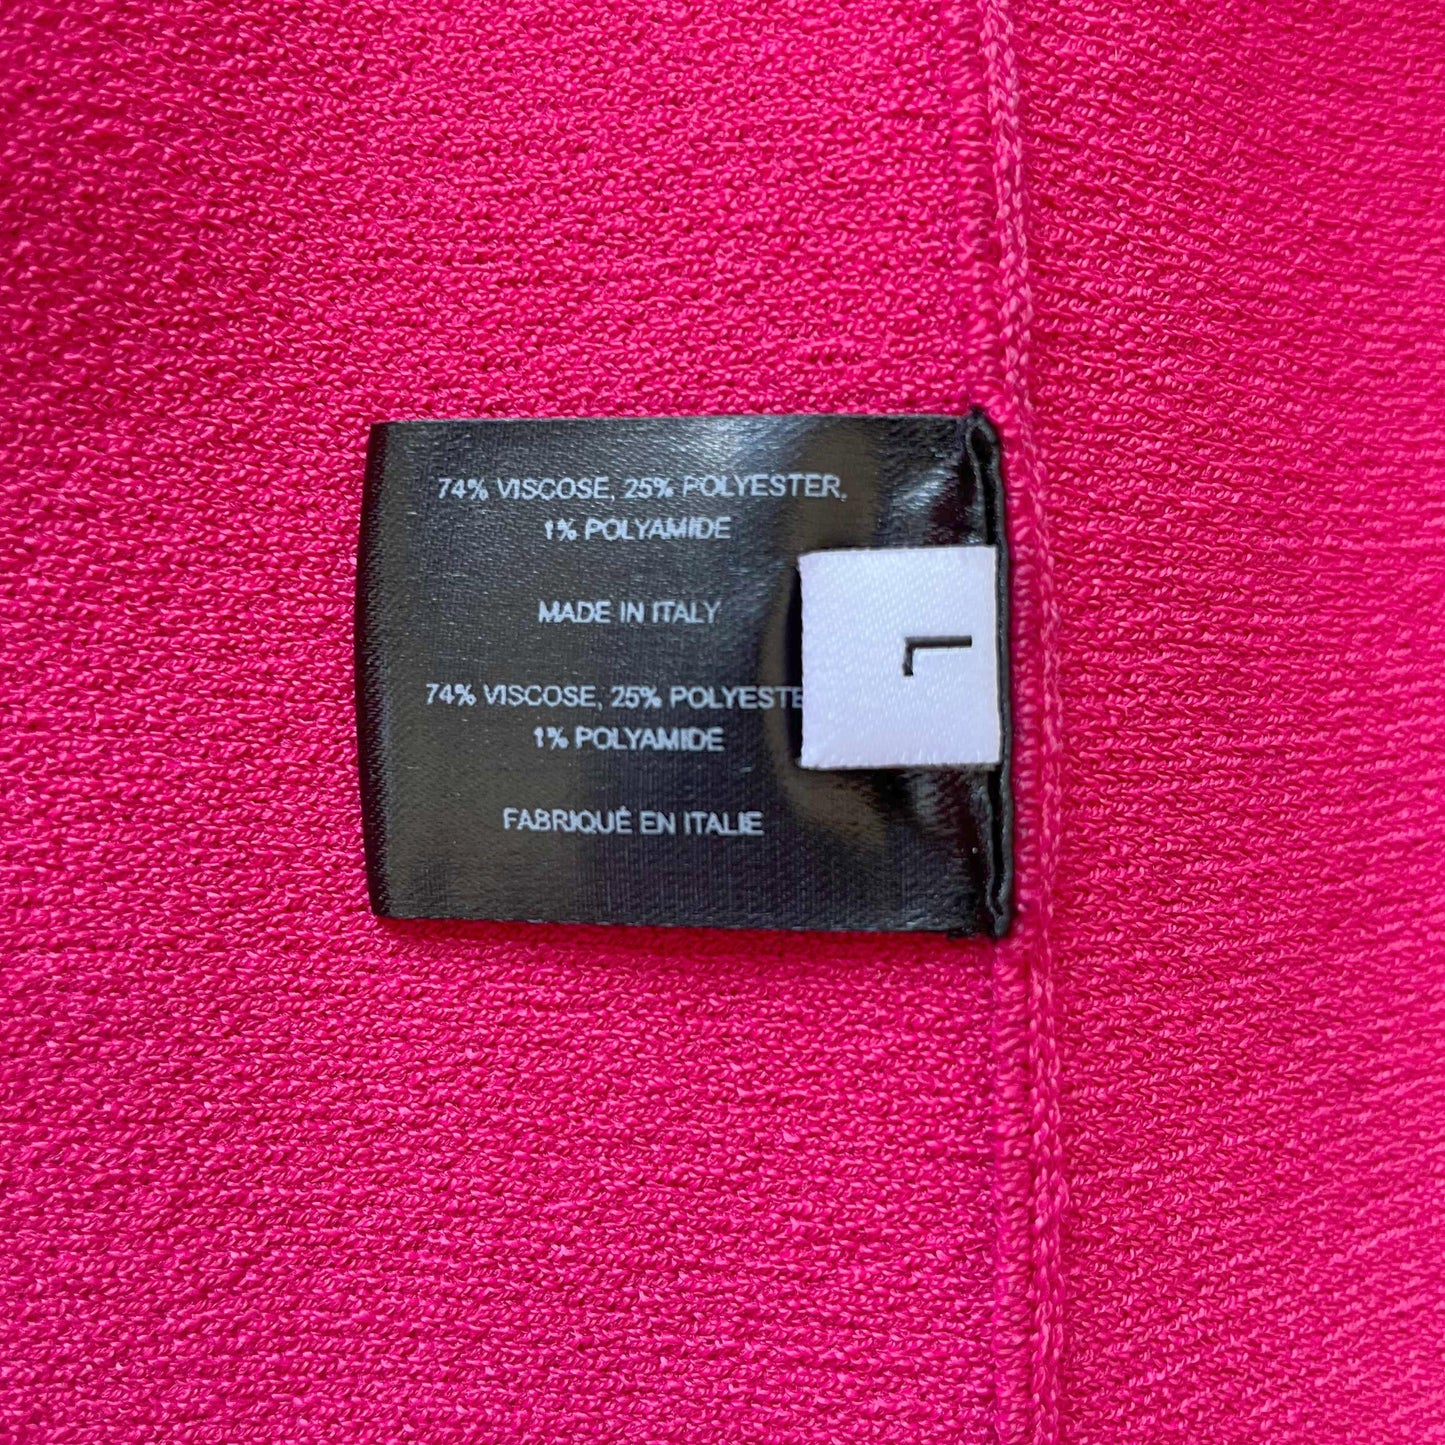 74% VISCOSE, 25% POLYESTER,
1% POLYAMIDE
MADE IN ITALY
74% VISCOSE, 25% POLYESTE
1% POLYAMIDE
FABRIQUÉ EN ITALIE
L